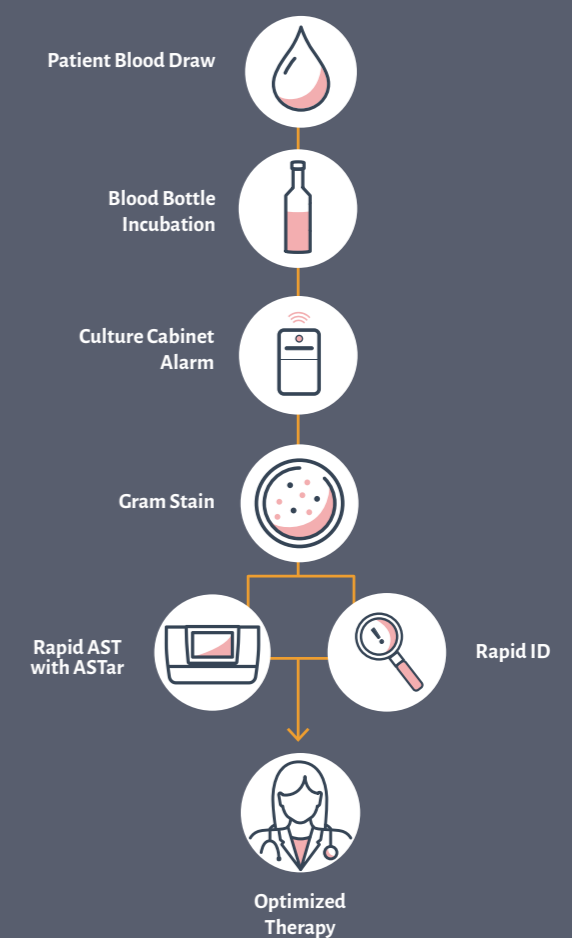 Patient Blood Draw
Blood Bottle
Incubation
Culture Cabinet
Alarm
Gram Stain
Rapid AST
with ASTar
Rapid ID
Optimized
Therapy